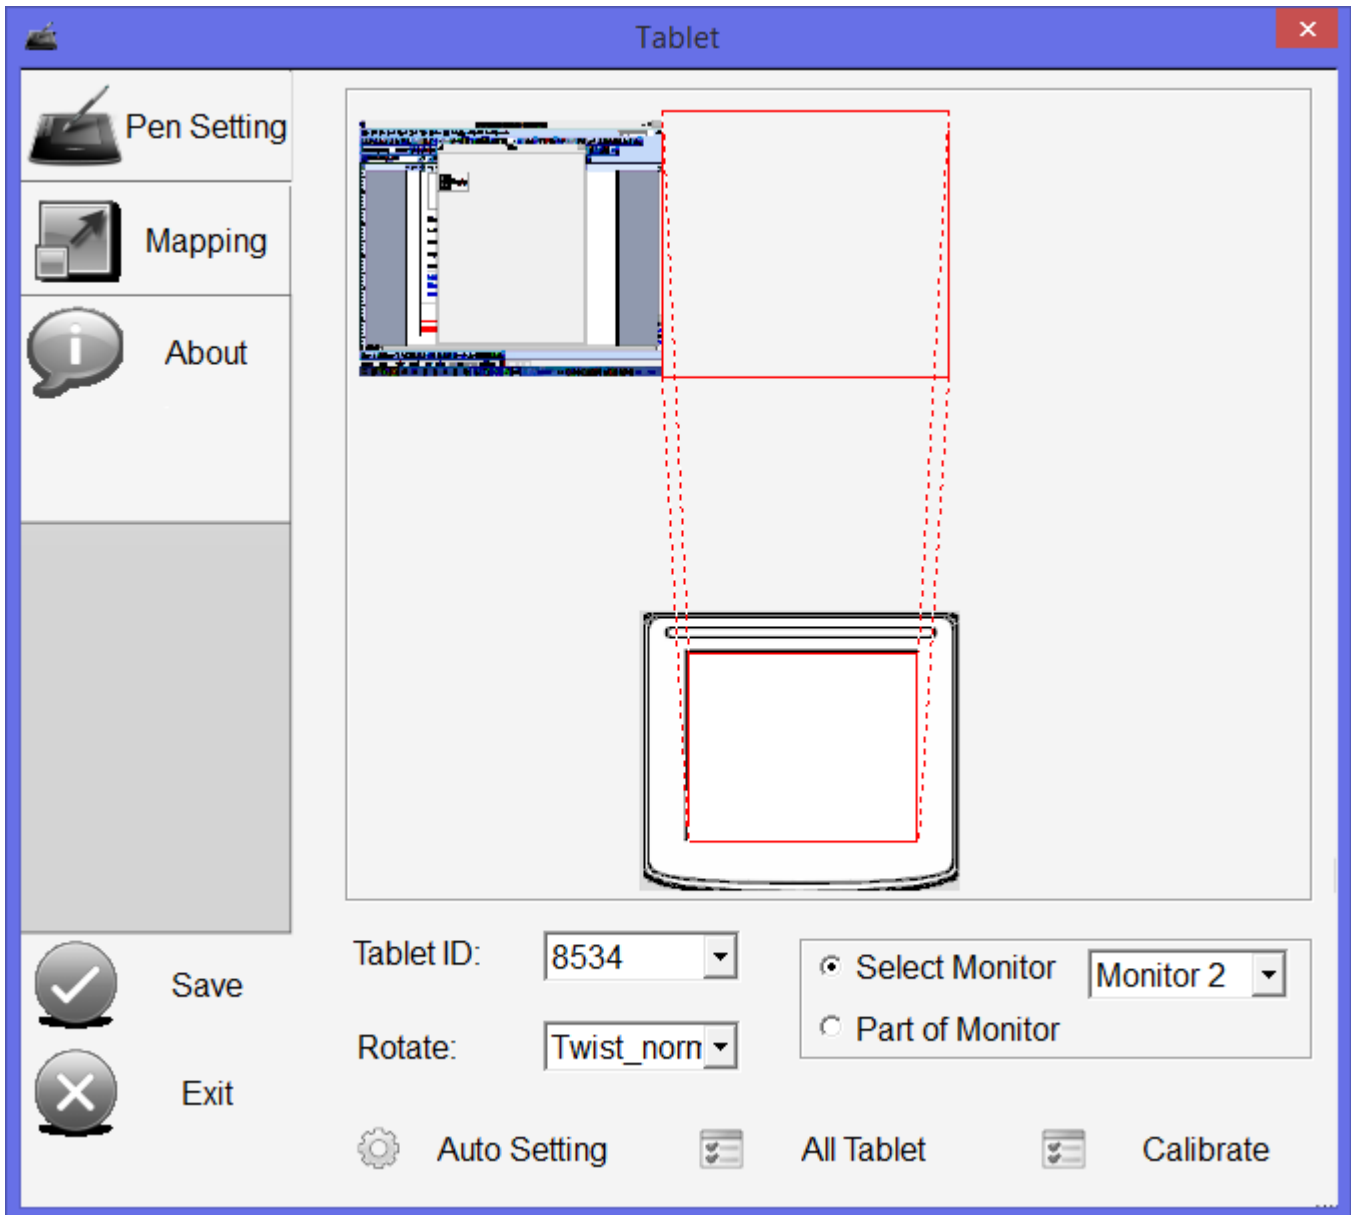 Tablet
Pen Setting
Mapping
About
Save
Exit
Tablet ID:
8534
Select Monitor
Monitor 2
Part of Monitor
Rotate:
Twist_norm
Auto Setting
All Tablet
Calibrate